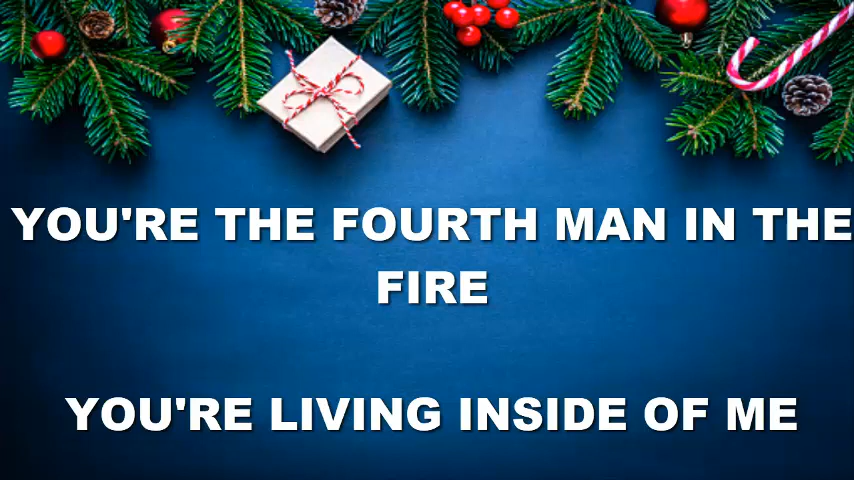 YOU'RE THE FOURTH MAN IN THE
FIRE
YOU'RE LIVING INSIDE OF ME